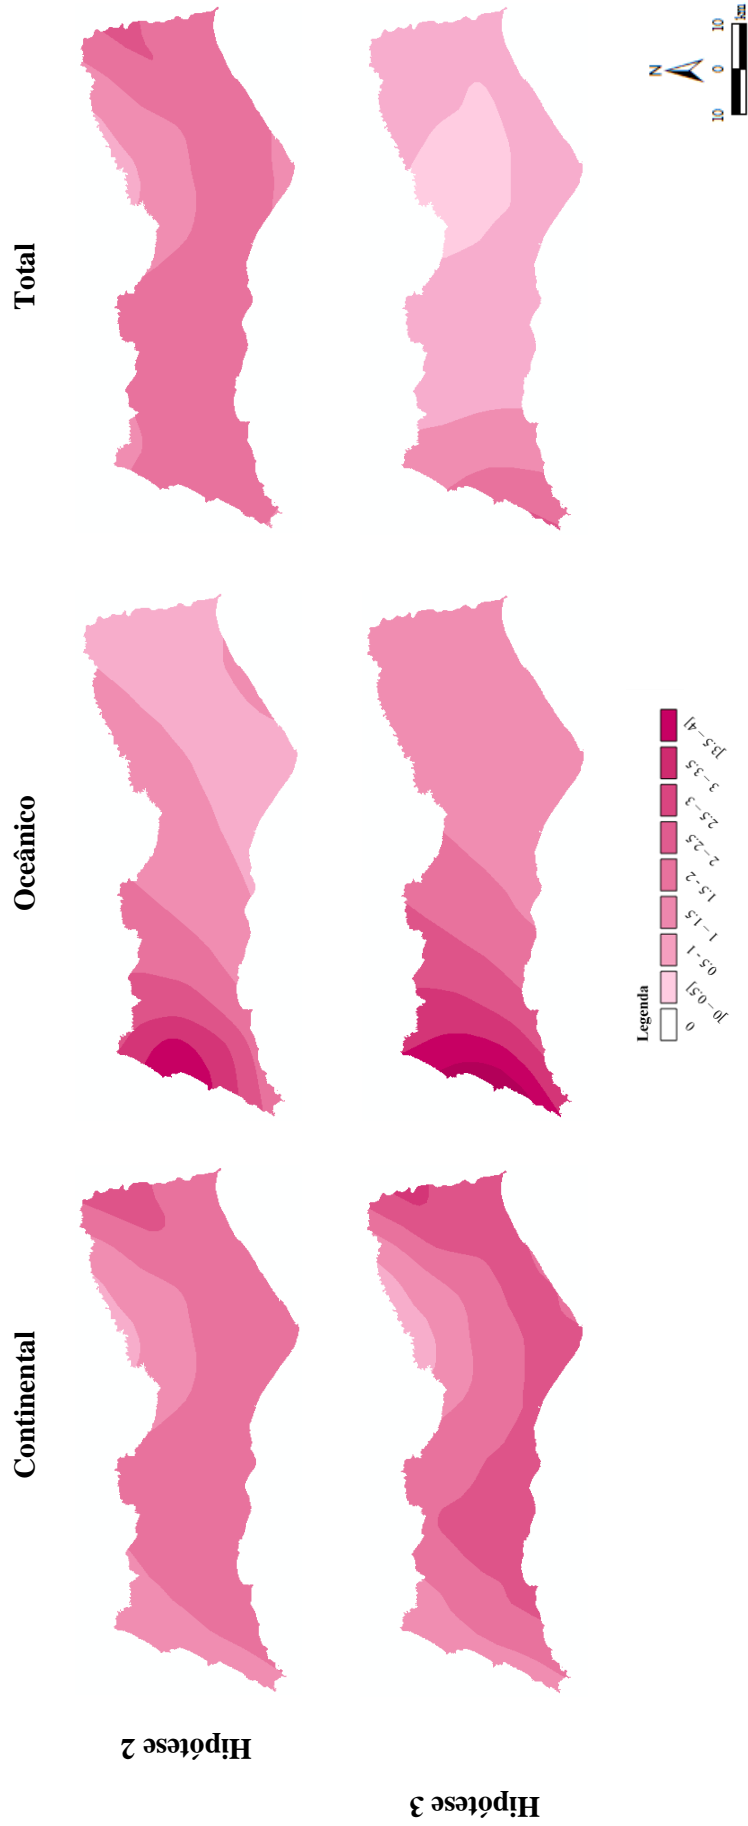 Continental
Oceânico
Total
Hipótese 2
Hipótese 3
Legenda
0
]0 – 0.5]
0.5 - 1
1 – 1.5
1.5 - 2
2 – 2.5
2.5 – 3
3 – 3.5
]3.5 – 4]
N
10 0 10
km